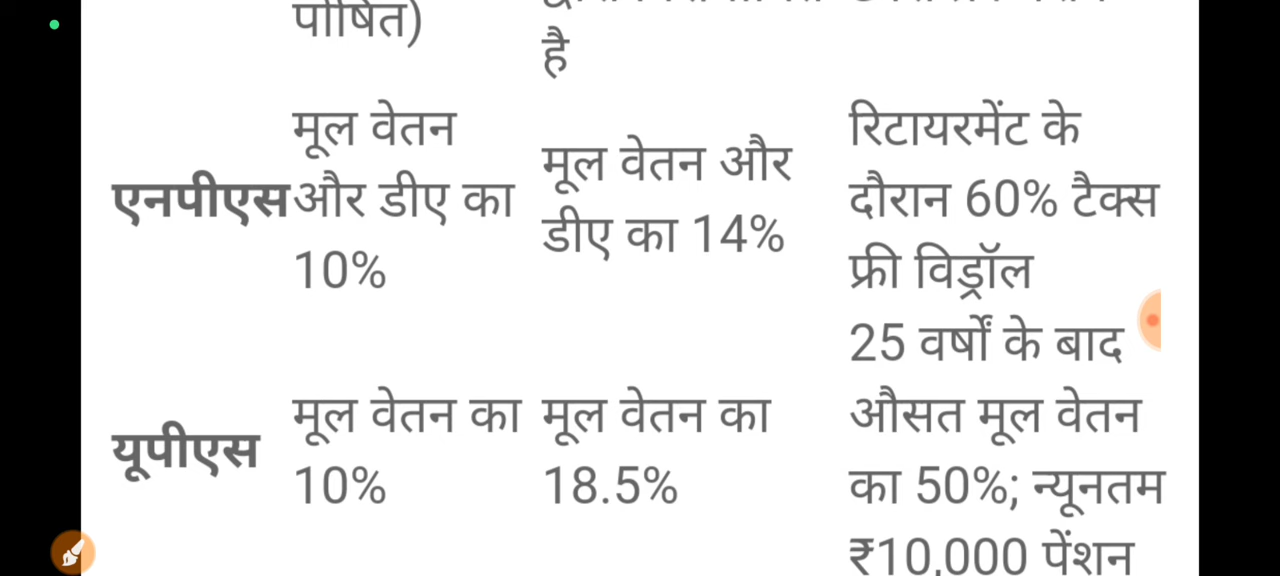 पोषित)
है
मूल वेतन
और डीए का
10%
एनपीएस
मूल वेतन और
डीए का 14%
रिटायरमेंट के
दौरान 60% टैक्स
फ्री विड्रॉल
यूपीएस
मूल वेतन का
10%
मूल वेतन का
18.5%
25 वर्षों के बाद
औसत मूल वेतन
का 50%; न्यूनतम
₹10,000 पेंशन